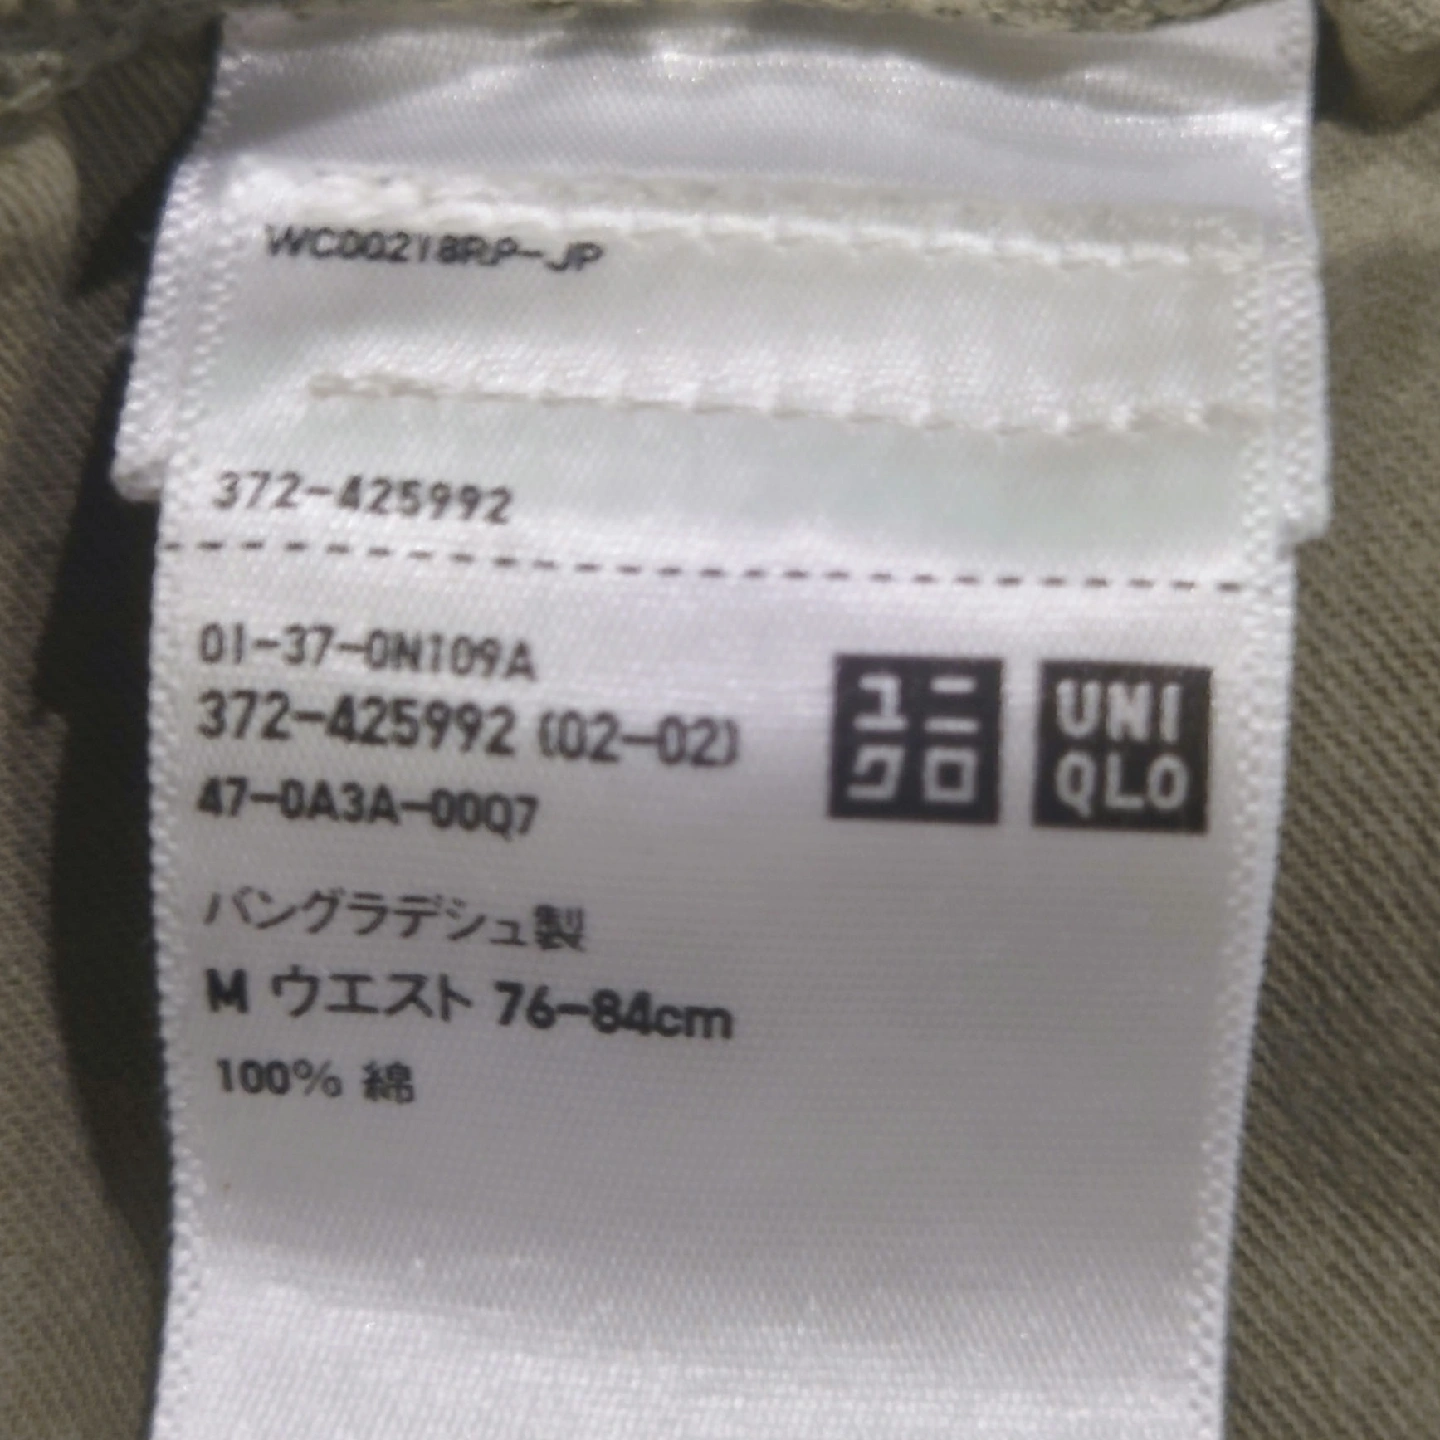 WC00218RP-JP
372-425992
01-37-0N109A
372-425992 (02-02)
47-0A3A-00Q7
ユニ
クロ
UNI
QLO
バングラデシュ製
M ウエスト 76-84cm
100% 綿